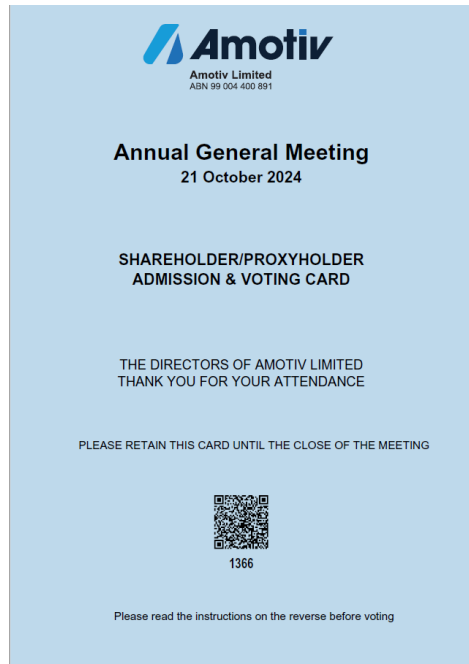 Amotiv
Amotiv Limited
ABN 99 004 400 891
Annual General Meeting
21 October 2024
SHAREHOLDER/PROXYHOLDER
ADMISSION & VOTING CARD
THE DIRECTORS OF AMOTIV LIMITED
THANK YOU FOR YOUR ATTENDANCE
PLEASE RETAIN THIS CARD UNTIL THE CLOSE OF THE MEETING
1366
Please read the instructions on the reverse before voting